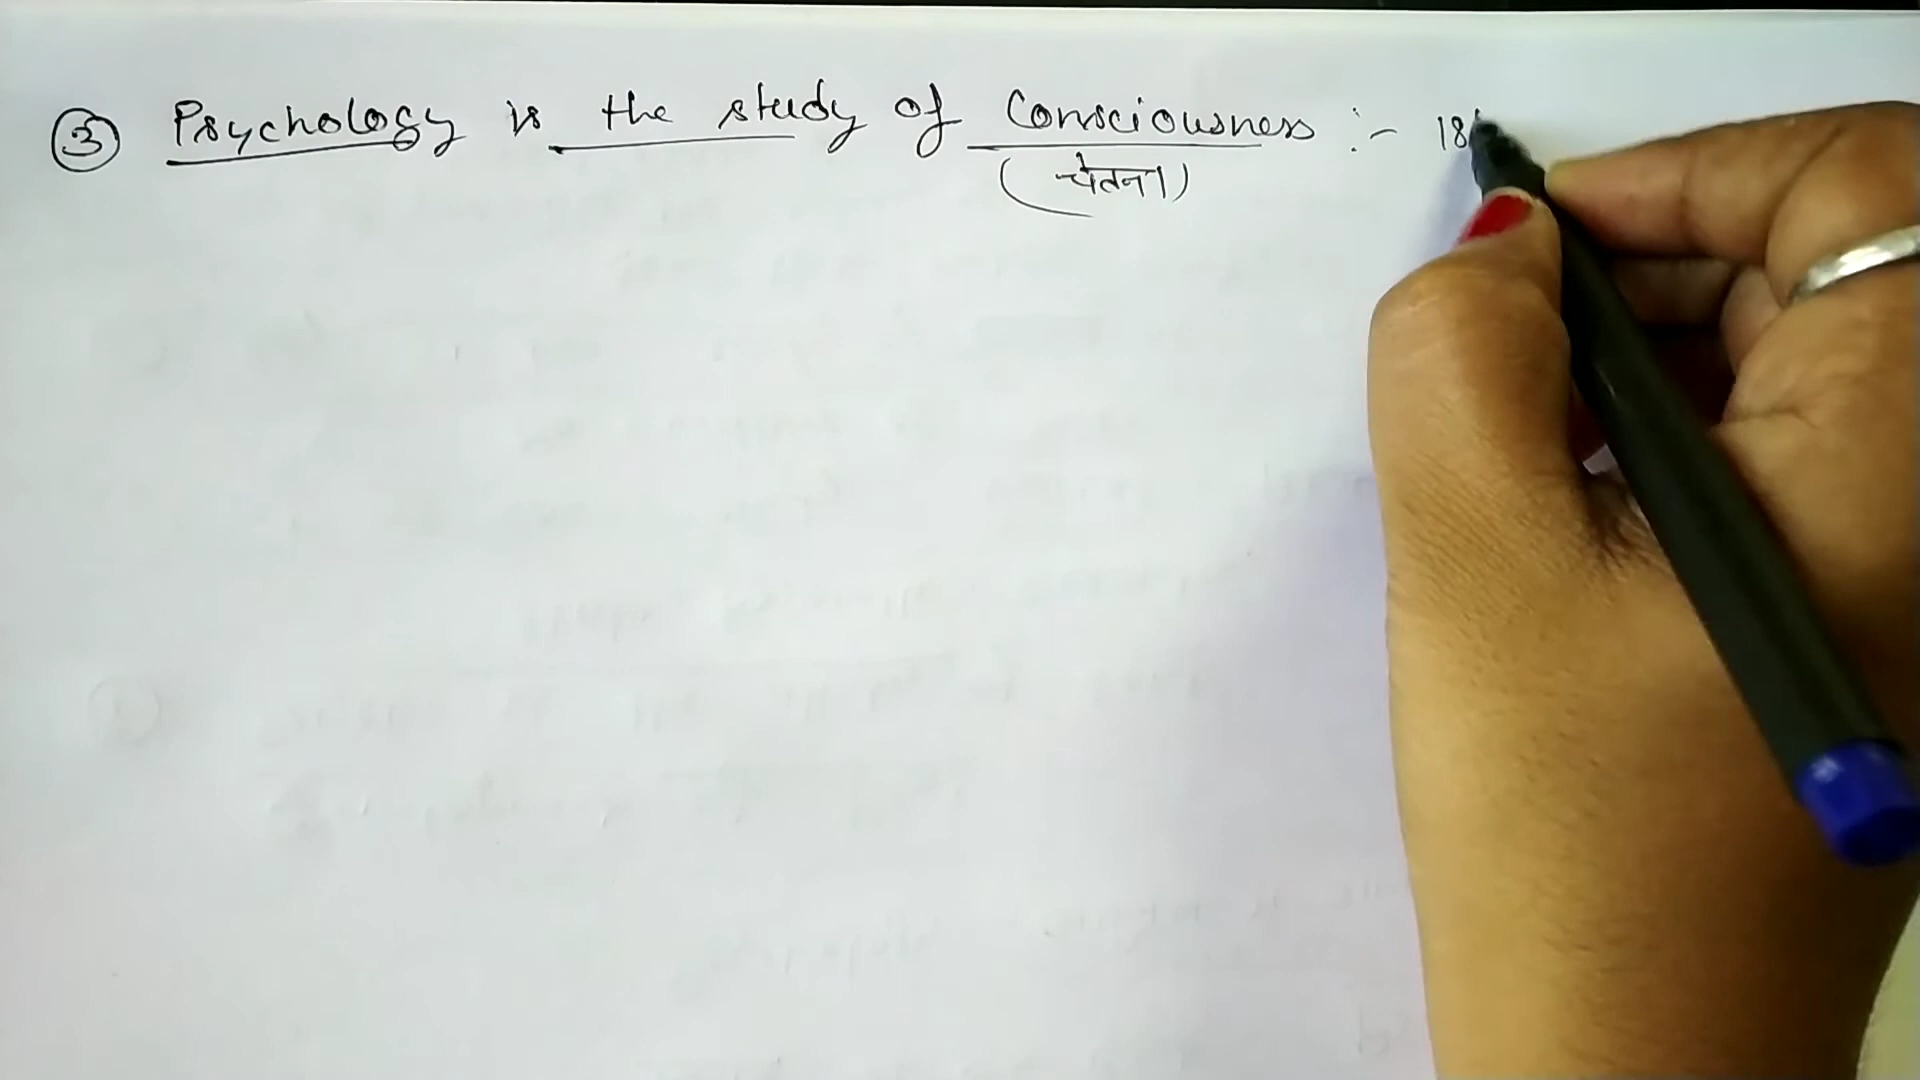 ③ Psychology is the study of Consciousness :- 18
(चेतना)